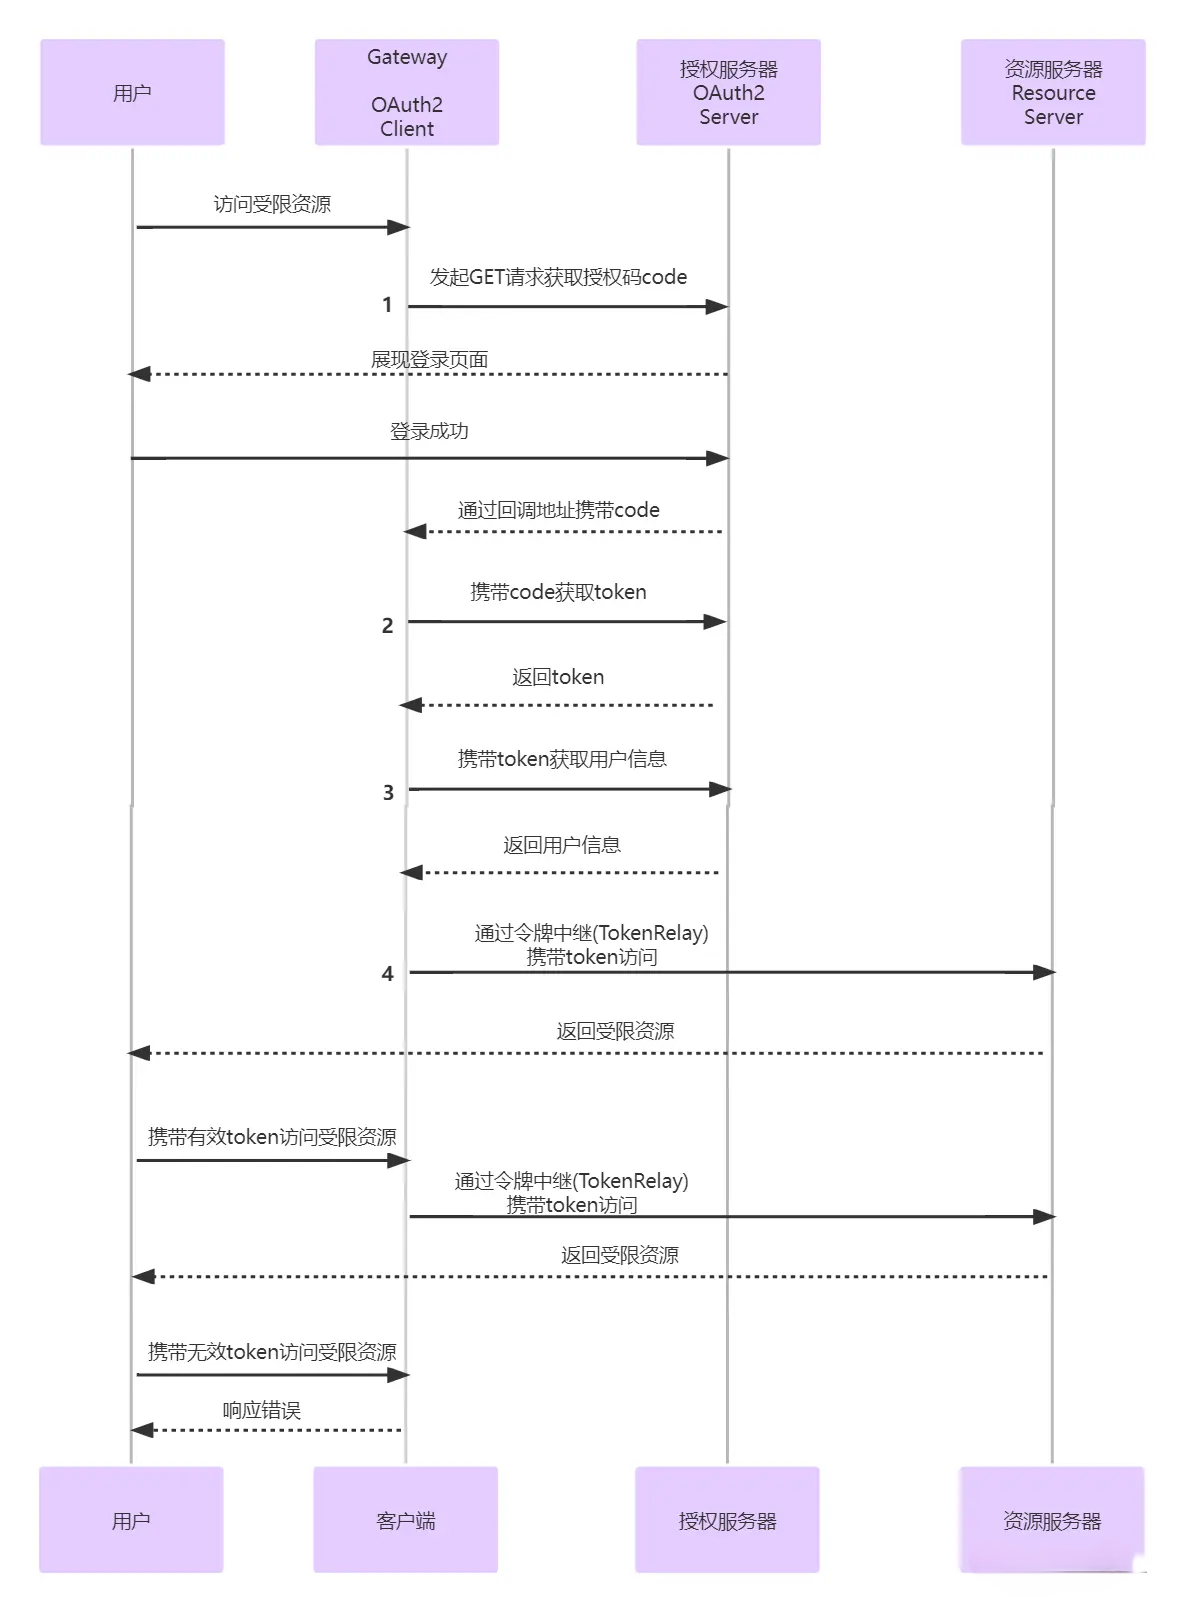 用户
Gateway
OAuth2
Client
授权服务器
OAuth2
Server
资源服务器
Resource
Server
访问受限资源
发起GET请求获取授权码code
1
展现登录页面
登录成功
通过回调地址携带code
携带code获取token
2
返回token
携带token获取用户信息
3
返回用户信息
通过令牌中继(TokenRelay)
携带token访问
4
返回受限资源
携带有效token访问受限资源
通过令牌中继(TokenRelay)
携带token访问
返回受限资源
携带无效token访问受限资源
响应错误
用户
客户端
授权服务器
资源服务器